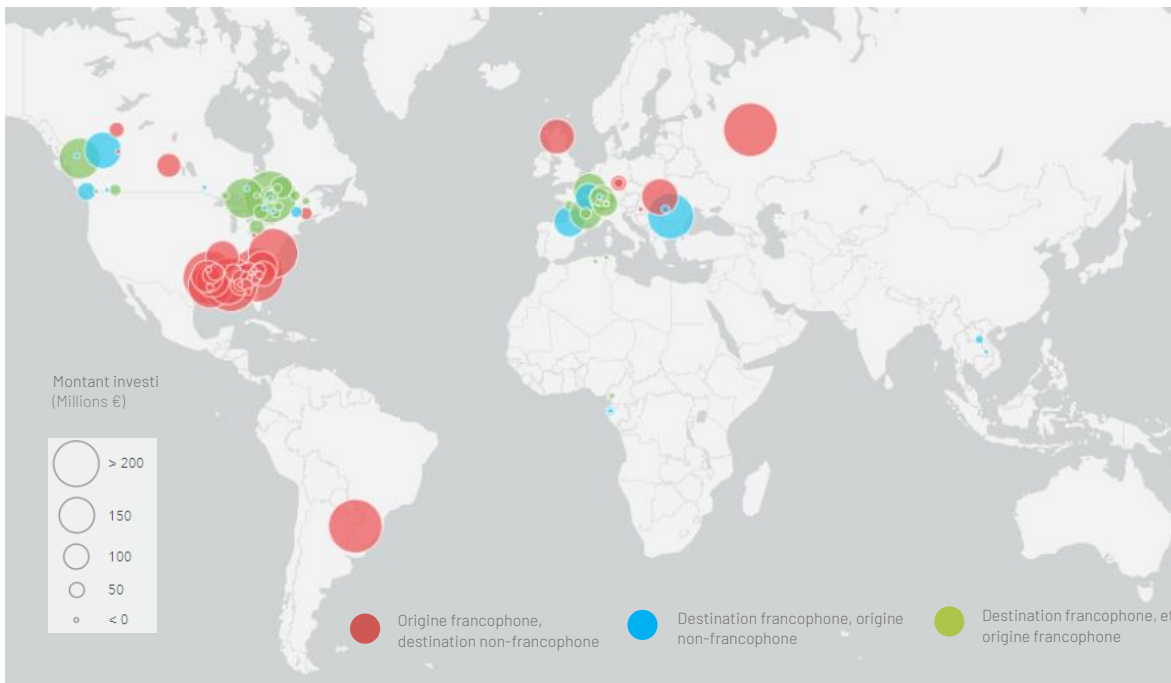 Montant investi
(Millions €)
> 200
150
100
50
< 0
Origine francophone,
destination non-francophone
Destination francophone, origine
non-francophone
Destination francophone, et
origine francophone